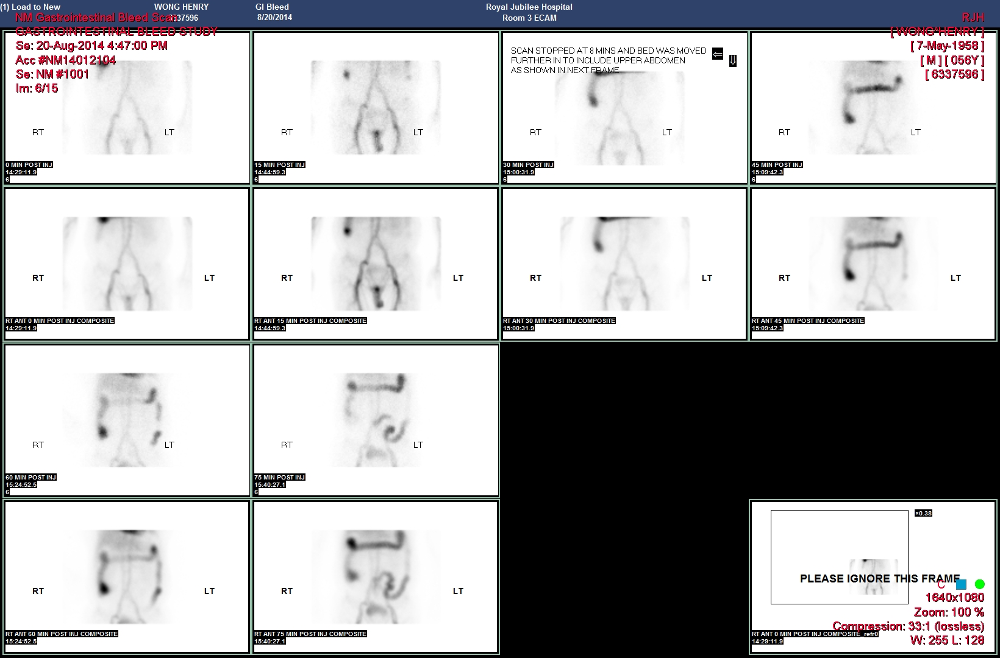 (1) Load to New
WONG HENRY
GI Bleed
Royal Jubilee Hospital
8/20/2014
Room 3 ECAM
NM Gastrointestinal Bleed Scan
GASTROINTESTINAL BLEED STUDY
Se: 20-Aug-2014 4:47:00 PM
Acc #NM14012104
Se: NM #1001
Im: 6/15
RJH
[ WONG^HENRY ]
[ 7-May-1958 ]
[ M ] [ 056Y ]
[ 6337596 ]
RT
LT
0 MIN POST INJ
14:29:11.9
6
RT
LT
15 MIN POST INJ
14:44:59.3
6
SCAN STOPPED AT 8 MINS AND BED WAS MOVED
FURTHER IN TO INCLUDE UPPER ABDOMEN
AS SHOWN IN NEXT FRAME
RT
LT
30 MIN POST INJ
15:00:31.9
6
RT
LT
45 MIN POST INJ
15:09:42.3
6
RT
LT
RT ANT 0 MIN POST INJ COMPOSITE
14:29:11.9
RT
LT
RT ANT 15 MIN POST INJ COMPOSITE
14:44:59.3
RT
LT
RT ANT 30 MIN POST INJ COMPOSITE
15:00:31.9
RT
LT
RT ANT 45 MIN POST INJ COMPOSITE
15:09:42.3
RT
LT
60 MIN POST INJ
15:24:52.5
6
RT
LT
75 MIN POST INJ
15:40:27.1
6
RT
LT
RT ANT 60 MIN POST INJ COMPOSITE
15:24:52.5
RT
LT
RT ANT 75 MIN POST INJ COMPOSITE
15:40:27.1
×0.38
PLEASE IGNORE THIS FRAME
C
1640x1080
Zoom: 100 %
Compression: 33:1 (lossless)
RT ANT 0 MIN POST INJ COMPOSITE_refr0
14:29:11.9
W: 255 L: 128